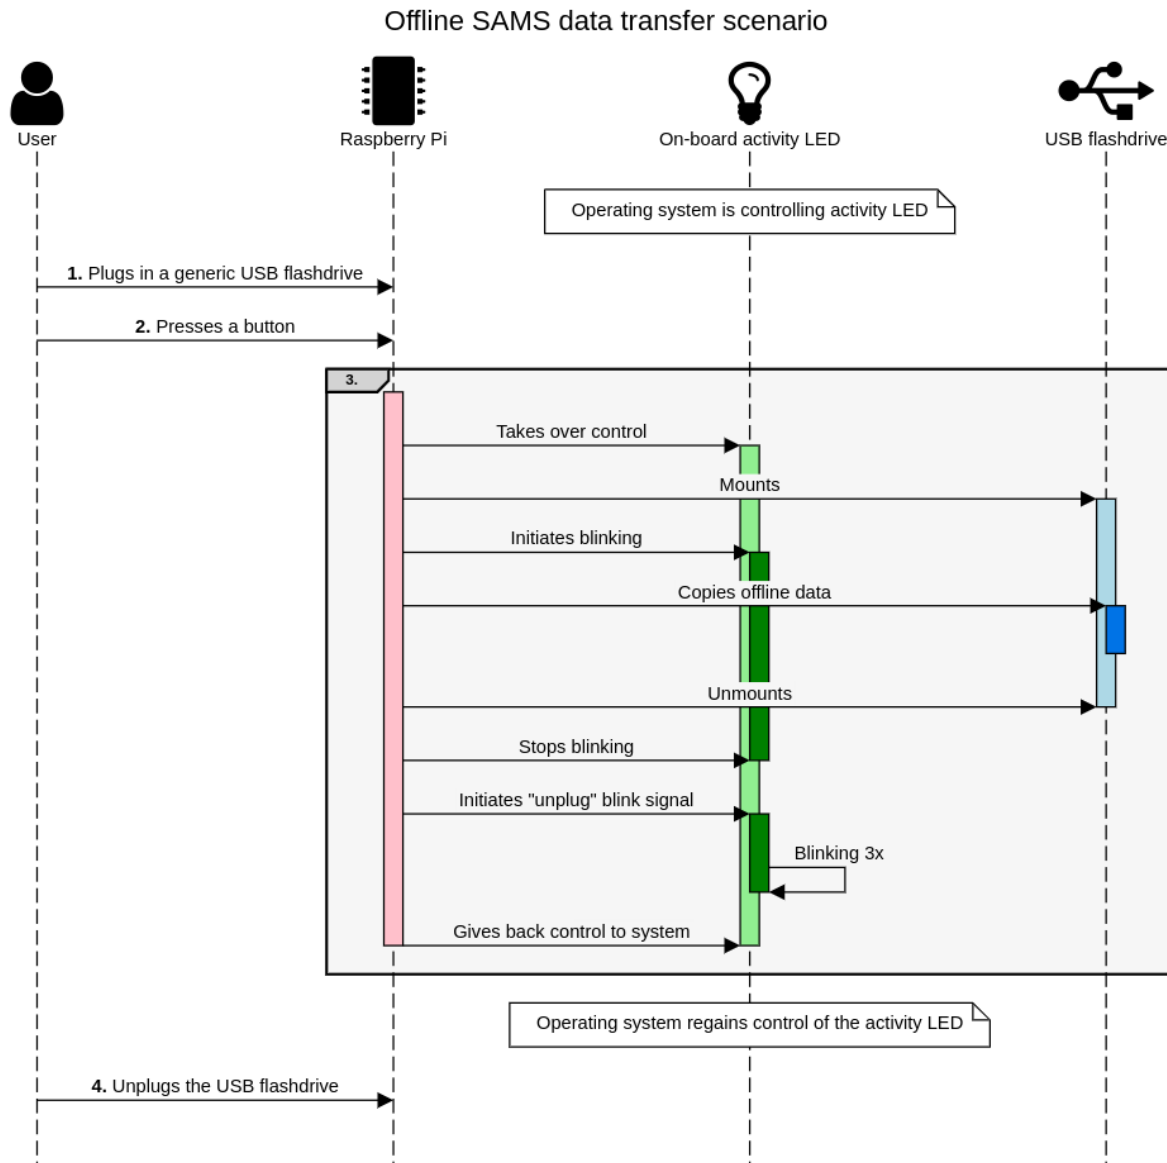 Offline SAMS data transfer scenario
User
Raspberry Pi
On-board activity LED
USB flashdrive
Operating system is controlling activity LED
1. Plugs in a generic USB flashdrive
2. Presses a button
3.
Takes over control
Mounts
Initiates blinking
Copies offline data
Unmounts
Stops blinking
Initiates "unplug" blink signal
Blinking 3x
Gives back control to system
Operating system regains control of the activity LED
4. Unplugs the USB flashdrive